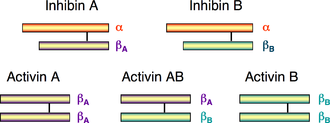 Inhibin A Inhibin B
α α
βA βB
Activin A Activin AB Activin B
βA βA βB
βA βB βB